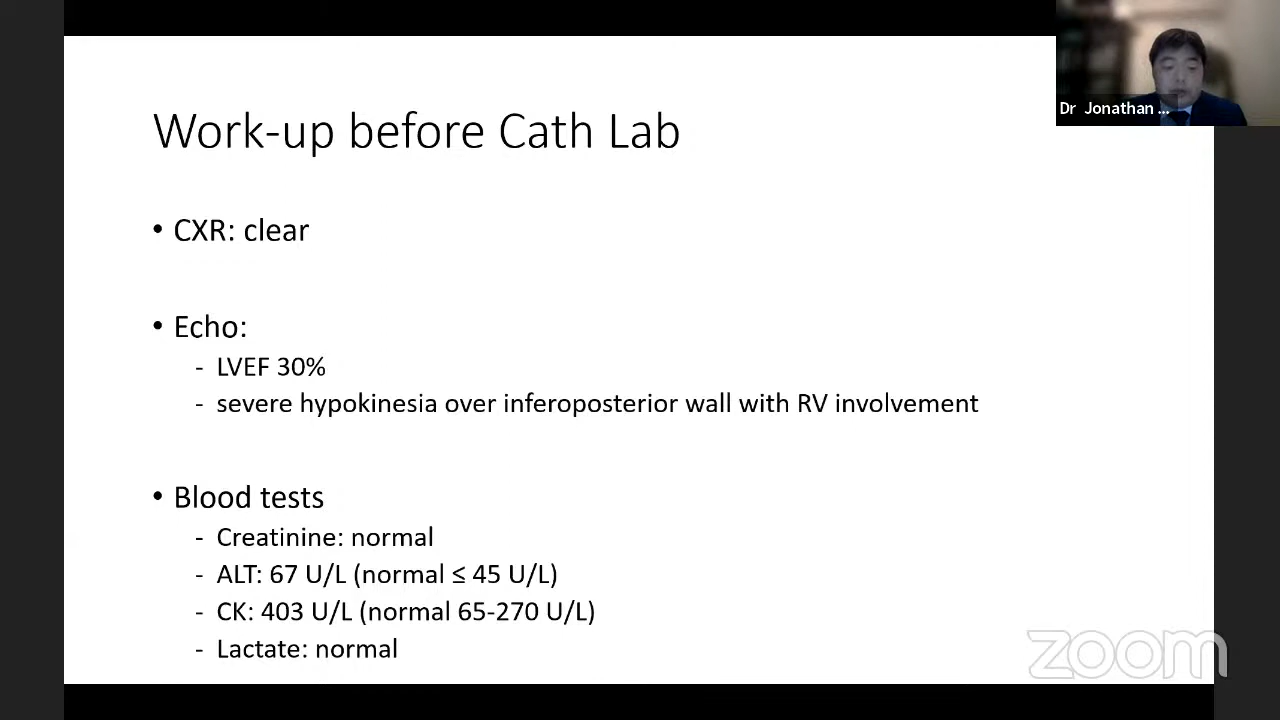 Dr Jonathan ...
Work-up before Cath Lab
• CXR: clear
• Echo:
- LVEF 30%
- severe hypokinesia over inferoposterior wall with RV involvement
• Blood tests
- Creatinine: normal
- ALT: 67 U/L (normal ≤ 45 U/L)
- CK: 403 U/L (normal 65-270 U/L)
- Lactate: normal
zoom